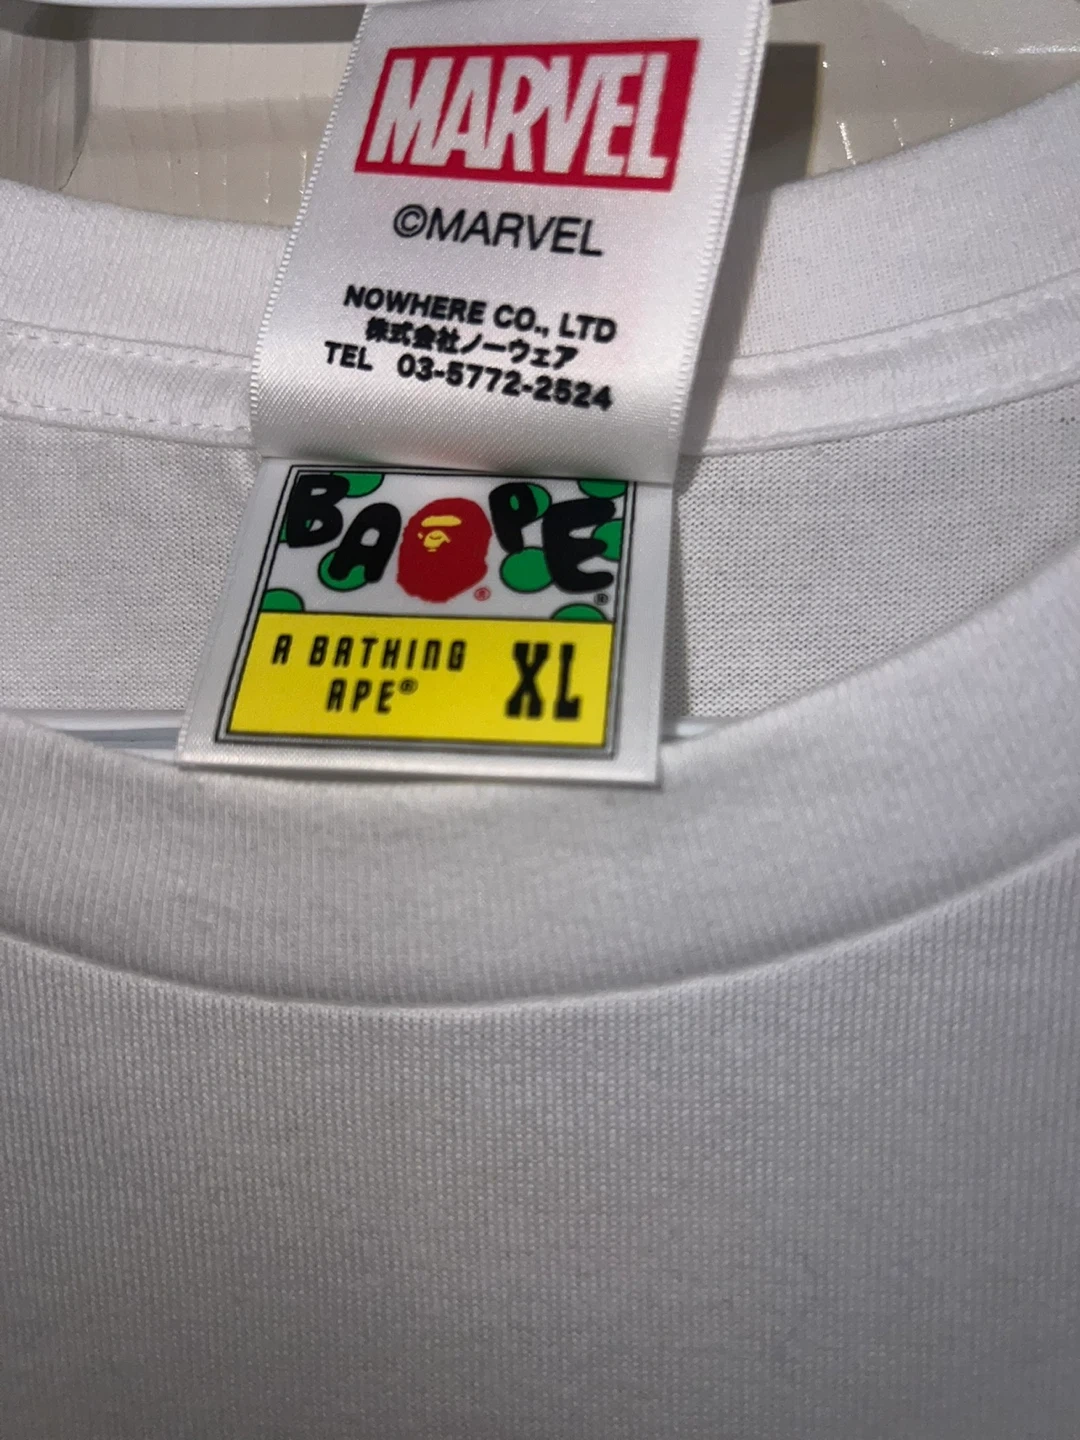 MARVEL
©MARVEL
NOWHERE CO., LTD
株式会社ノーウェア
TEL 03-5772-2524
BAPE®
A BATHING
APE®
XL